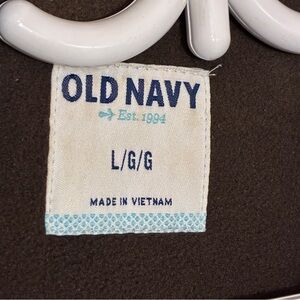 OLD NAVY
Est. 1994
L/G/G
MADE IN VIETNAM